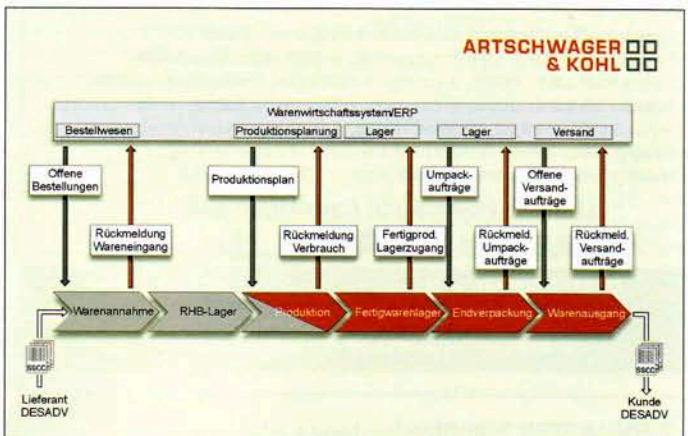 ARTSCHWAGER
& KOHL
Warenwirtschaftssystem/ERP
Bestellwesen
Produktionsplanung
Lager
Lager
Versand
Offene
Bestellungen
Produktionsplan
Umpack-
aufträge
Offene
Versand-
aufträge
Rückmeldung
Wareneingang
Rückmeldung
Verbrauch
Fertigprod.
Lagerzugang
Rückmeld.
Umpack-
aufträge
Rückmeld.
Versand-
aufträge
Warenannahme
RHB-Lager
Produktion
Fertigwarenlager
Endverpackung
Warenausgang
SSCC
SSCC
Lieferant
DESADV
Kunde
DESADV